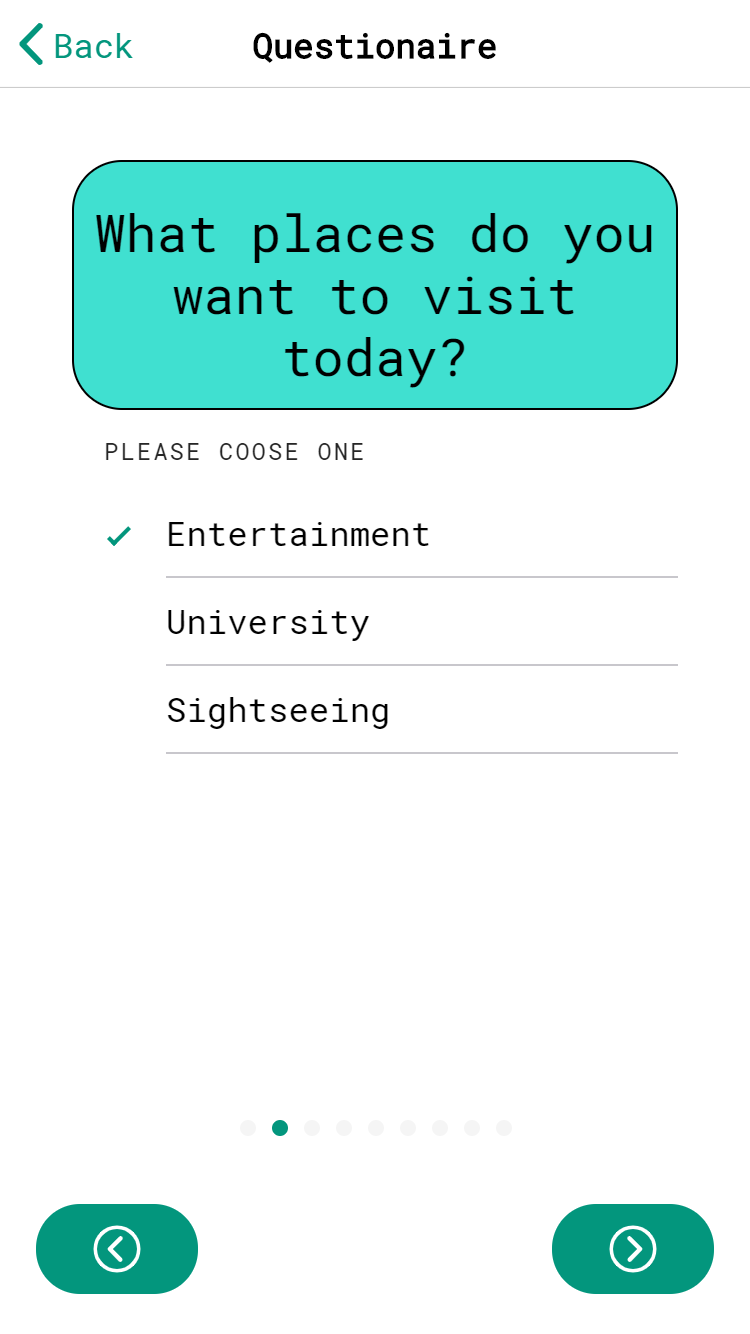 Back
Questionaire
What places do you
want to visit
today?
PLEASE COOSE ONE
Entertainment
University
Sightseeing